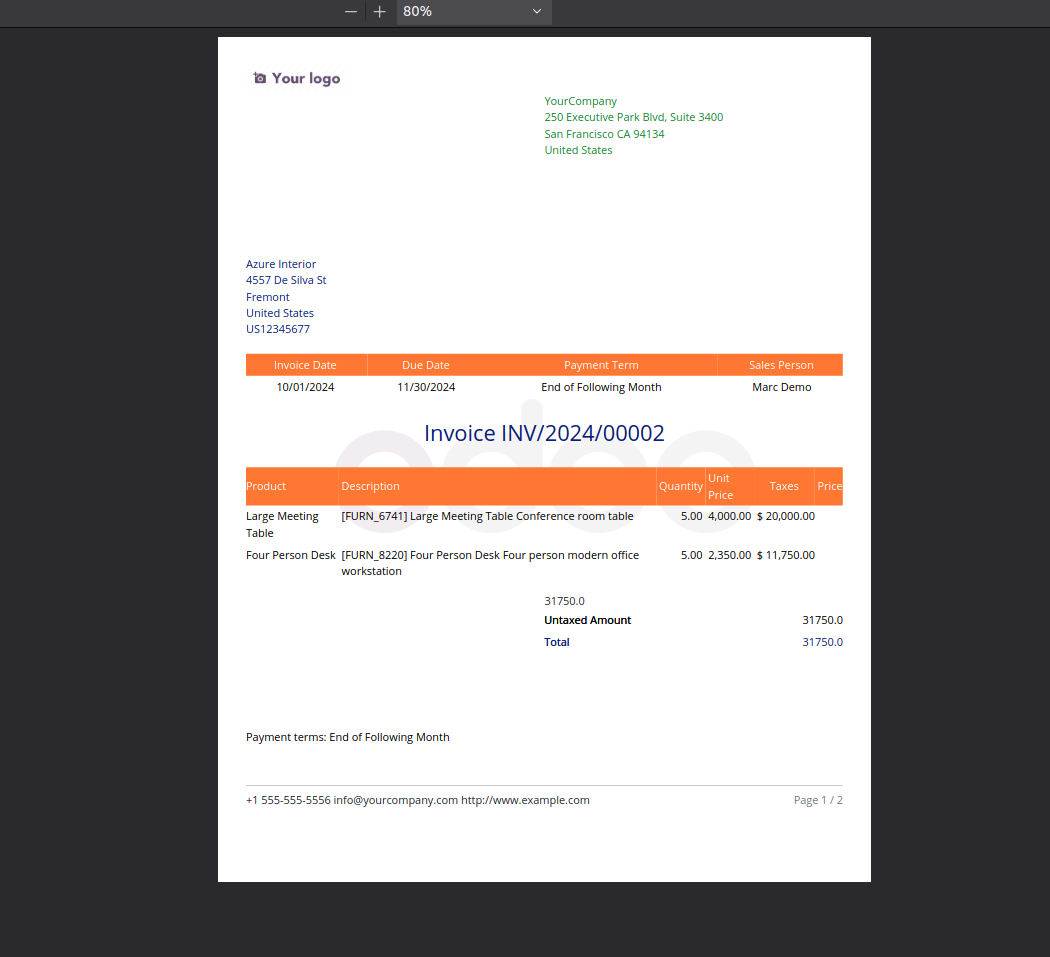 80%
Your logo
YourCompany
250 Executive Park Blvd, Suite 3400
San Francisco CA 94134
United States
Azure Interior
4557 De Silva St
Fremont
United States
US12345677
Invoice Date Due Date Payment Term Sales Person
10/01/2024 11/30/2024 End of Following Month Marc Demo
Invoice INV/2024/00002
odoo
Product Description Quantity Unit Price Taxes Price
Large Meeting [FURN_6741] Large Meeting Table Conference room table 5.00 4,000.00 $ 20,000.00
Table
Four Person Desk [FURN_8220] Four Person Desk Four person modern office 5.00 2,350.00 $ 11,750.00
workstation
31750.0
Untaxed Amount 31750.0
Total 31750.0
Payment terms: End of Following Month
+1 555-555-5556 info@yourcompany.com http://www.example.com Page 1 / 2